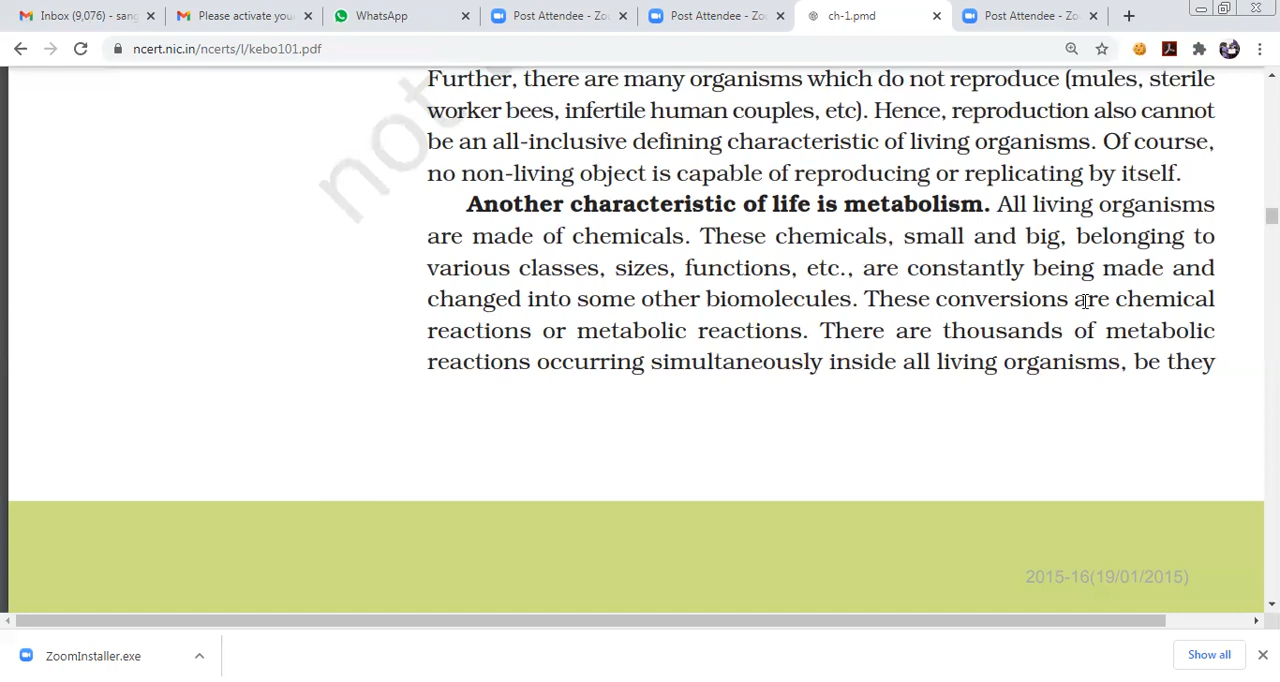 Inbox (9,076) - sang
Please activate you
WhatsApp
Post Attendee - Zo
Post Attendee - Zo
ch-1.pmd
Post Attendee - Zo
ncert.nic.in/ncerts/l/kebo101.pdf
Further, there are many organisms which do not reproduce (mules, sterile
worker bees, infertile human couples, etc). Hence, reproduction also cannot
be an all-inclusive defining characteristic of living organisms. Of course,
no non-living object is capable of reproducing or replicating by itself.
Another characteristic of life is metabolism. All living organisms
are made of chemicals. These chemicals, small and big, belonging to
various classes, sizes, functions, etc., are constantly being made and
changed into some other biomolecules. These conversions are chemical
reactions or metabolic reactions. There are thousands of metabolic
reactions occurring simultaneously inside all living organisms, be they
not
2015-16(19/01/2015)
ZoomInstaller.exe
Show all